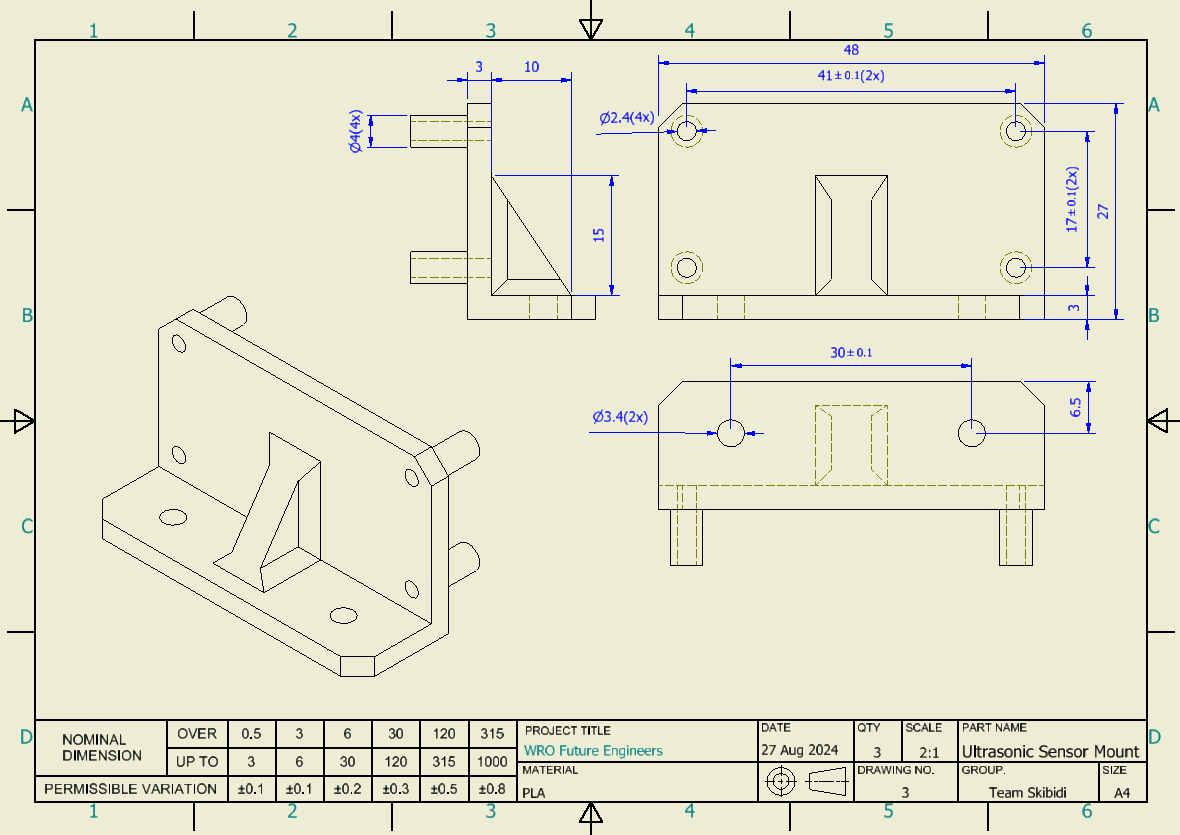 1 2 3 4 5 6
A A
B B
C C
D D
3 10
Ø4(4x)
15
48
41±0.1(2x)
Ø2.4(4x)
17±0.1(2x)
27
3
30±0.1
Ø3.4(2x)
6.5
NOMINAL DIMENSION OVER 0.5 3 6 30 120 315
UP TO 3 6 30 120 315 1000
PERMISSIBLE VARIATION ±0.1 ±0.1 ±0.2 ±0.3 ±0.5 ±0.8
PROJECT TITLE
WRO Future Engineers
MATERIAL
PLA
DATE
27 Aug 2024
QTY
3
SCALE
2:1
PART NAME
Ultrasonic Sensor Mount
DRAWING NO.
3
GROUP.
Team Skibidi
SIZE
A4
1 2 3 4 5 6